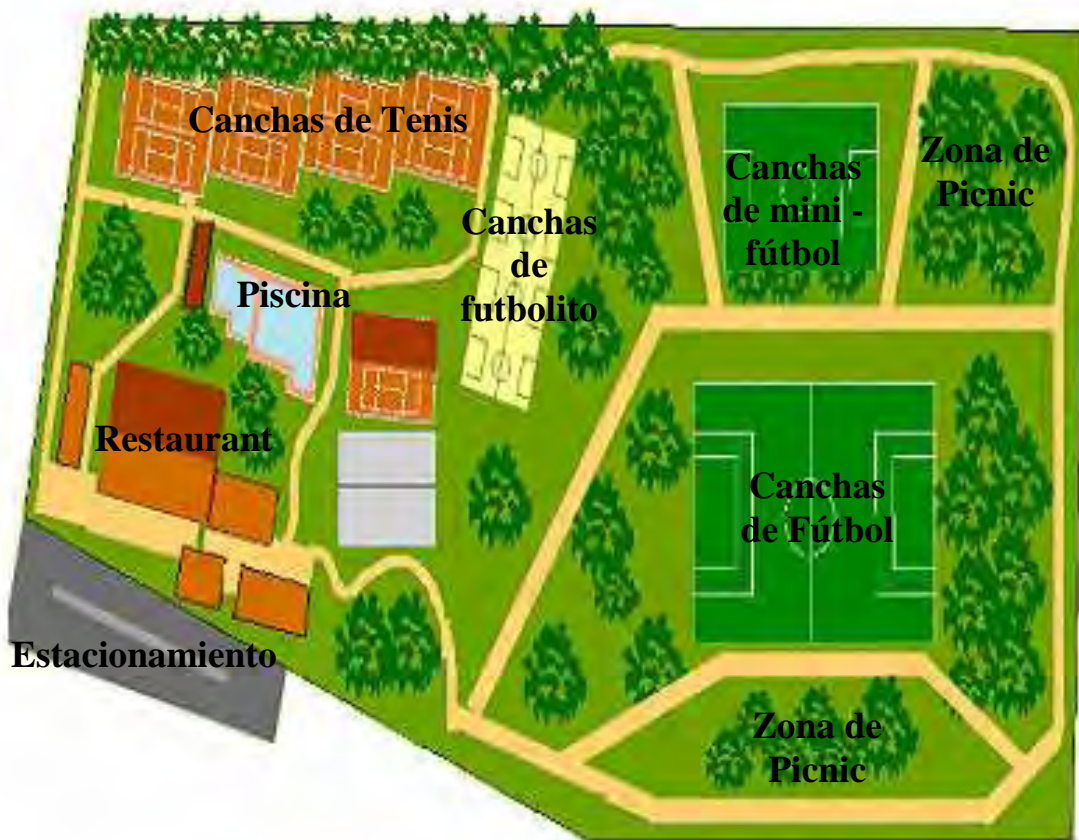 Canchas de Tenis
Canchas
de
futbolito
Canchas
de mini -
fútbol
Zona de
Picnic
Piscina
Restaurant
Canchas
de Fútbol
Estacionamiento
Zona de
Picnic